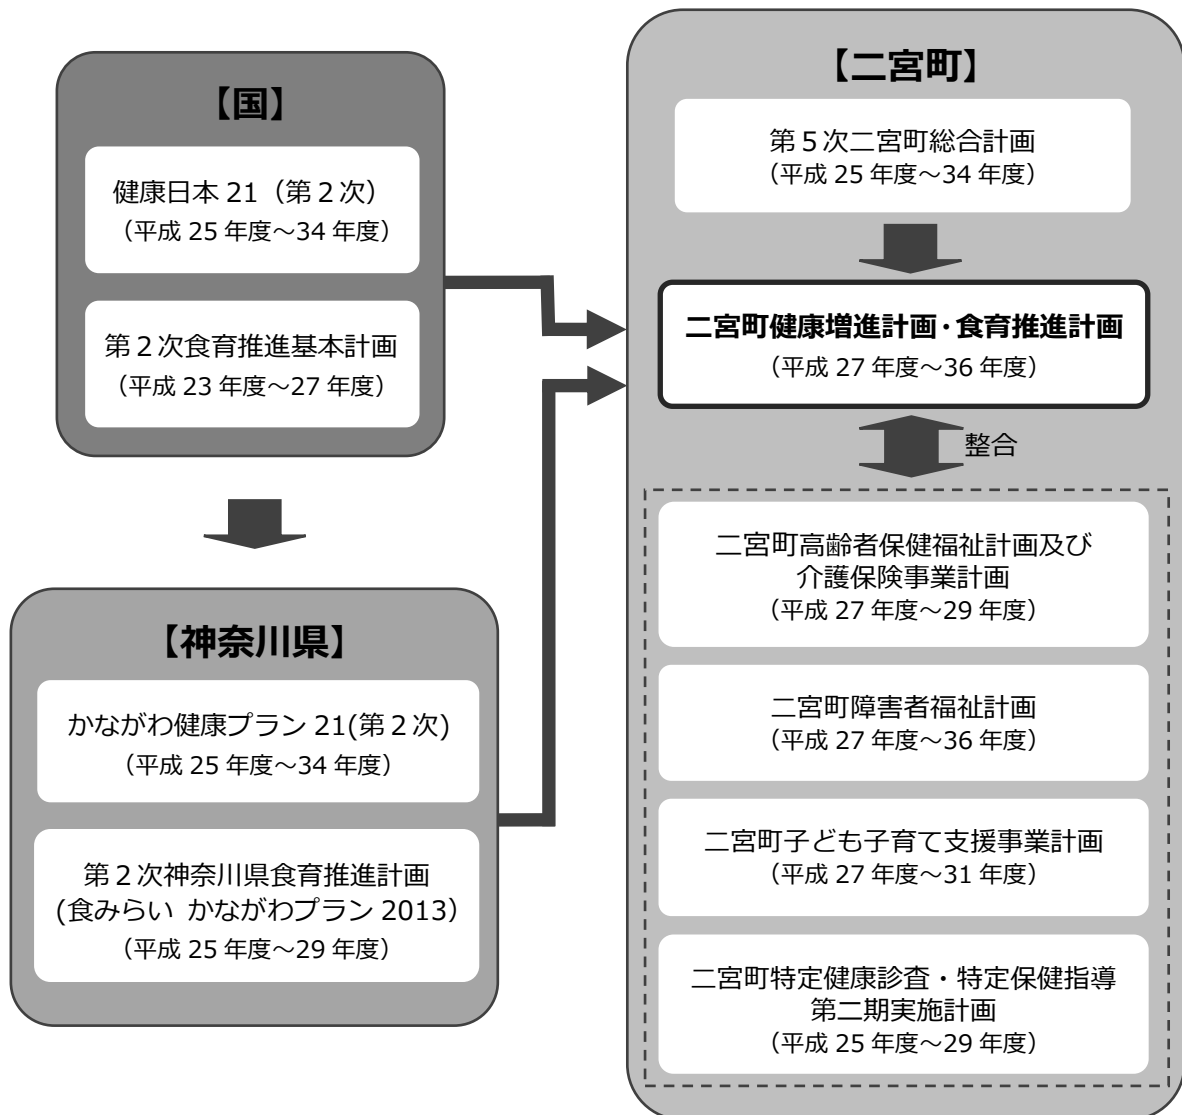 【国】
健康日本 21（第２次）
（平成 25 年度～34 年度）
第２次食育推進基本計画
（平成 23 年度～27 年度）
【神奈川県】
かながわ健康プラン 21(第２次)
（平成 25 年度～34 年度）
第２次神奈川県食育推進計画
(食みらい かながわプラン 2013）
（平成 25 年度～29 年度）
【二宮町】
第５次二宮町総合計画
（平成 25 年度～34 年度）
二宮町健康増進計画・食育推進計画
（平成 27 年度～36 年度）
整合
二宮町高齢者保健福祉計画及び
介護保険事業計画
（平成 27 年度～29 年度）
二宮町障害者福祉計画
（平成 27 年度～36 年度）
二宮町子ども子育て支援事業計画
（平成 27 年度～31 年度）
二宮町特定健康診査・特定保健指導
第二期実施計画
（平成 25 年度～29 年度）